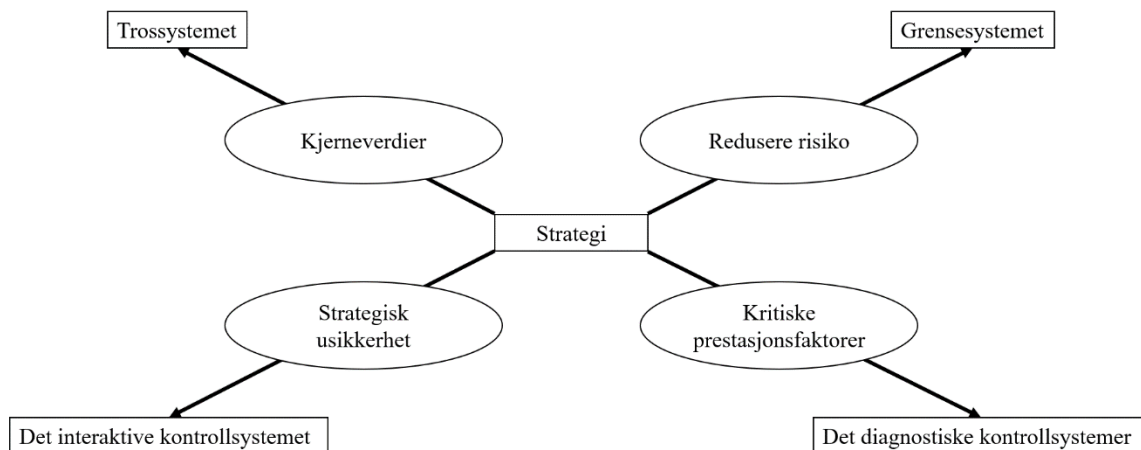 Trossystemet
Grensesystemet
Kjerneverdier
Redusere risiko
Strategi
Strategisk
usikkerhet
Kritiske
prestasjonsfaktorer
Det interaktive kontrollsystemet
Det diagnostiske kontrollsystemer